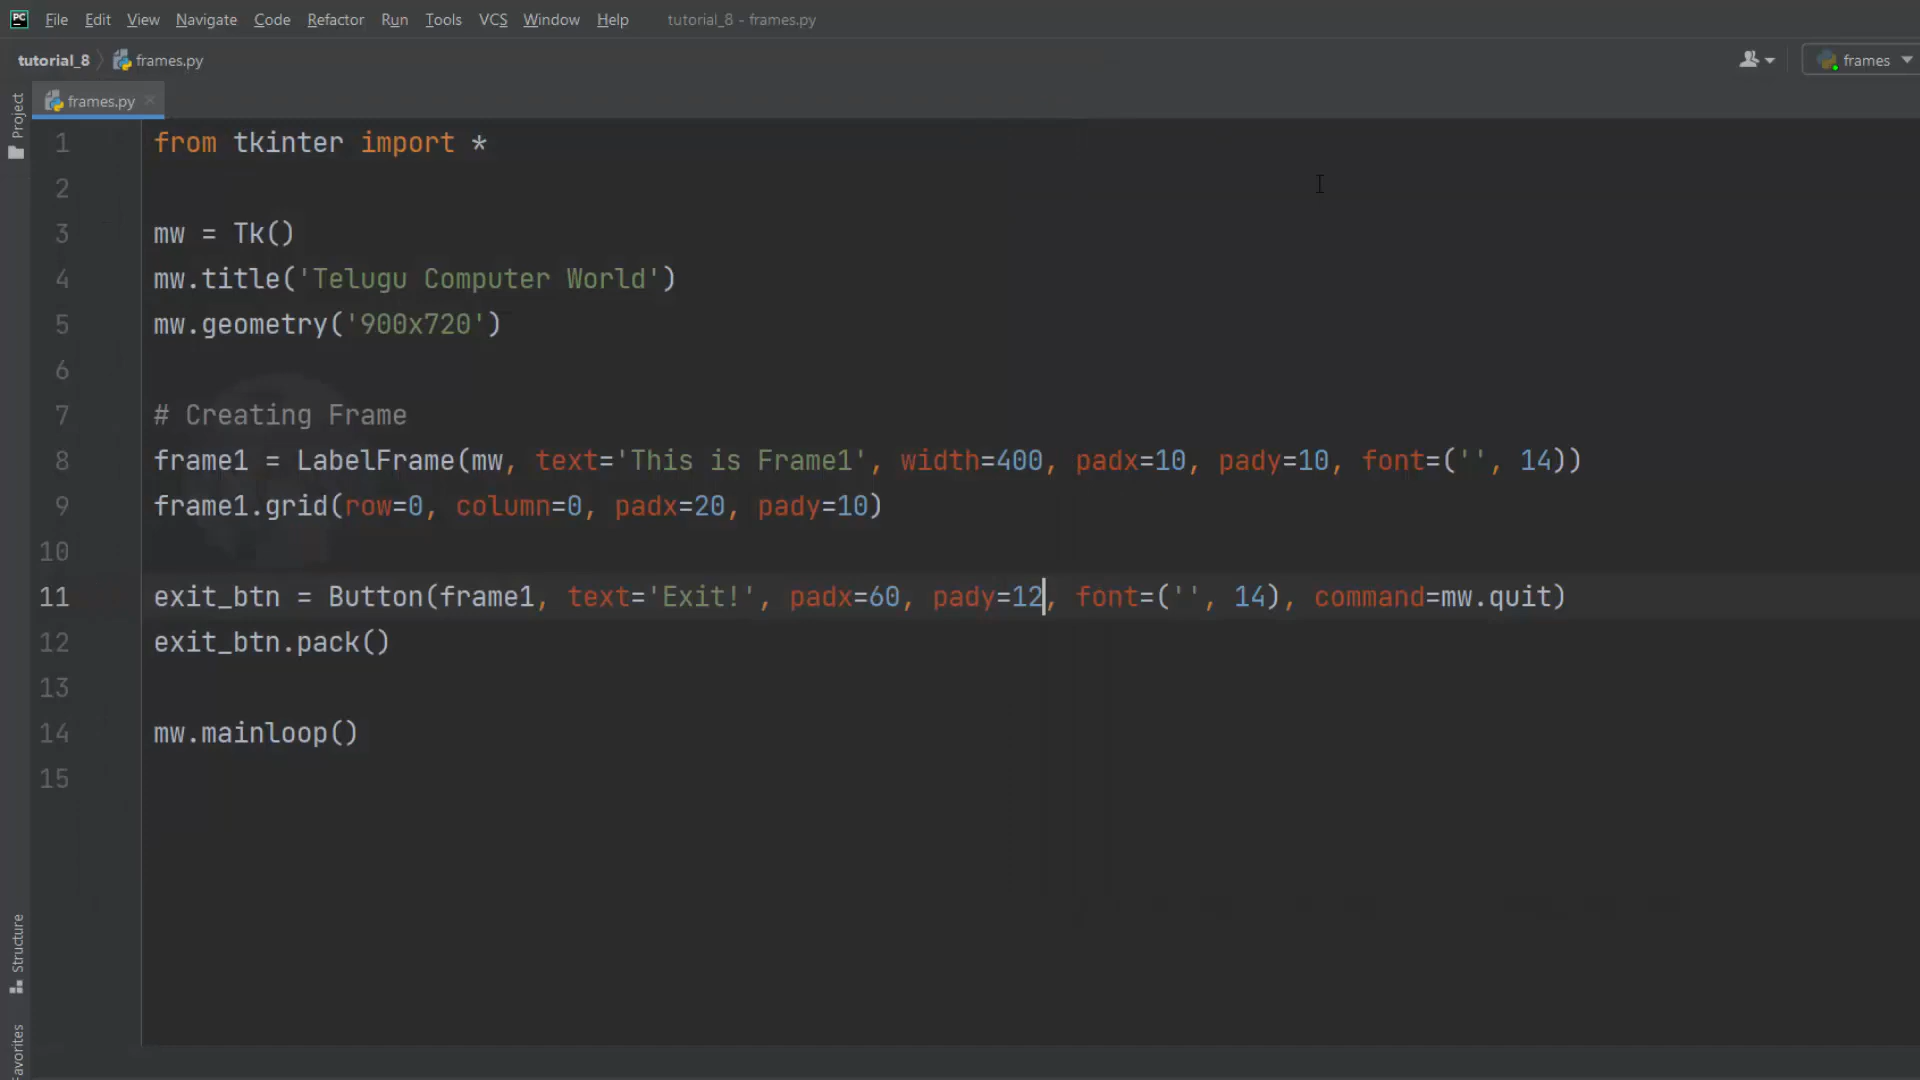 PC File Edit View Navigate Code Refactor Run Tools VCS Window Help tutorial_8 - frames.py
tutorial_8 frames.py frames
frames.py
Project
1 from tkinter import *
2
3 mw = Tk()
4 mw.title('Telugu Computer World')
5 mw.geometry('900x720')
6
7 # Creating Frame
8 frame1 = LabelFrame(mw, text='This is Frame1', width=400, padx=10, pady=10, font=('', 14))
9 frame1.grid(row=0, column=0, padx=20, pady=10)
10
11 exit_btn = Button(frame1, text='Exit!', padx=60, pady=12, font=('', 14), command=mw.quit)
12 exit_btn.pack()
13
14 mw.mainloop()
15
Structure
Favorites